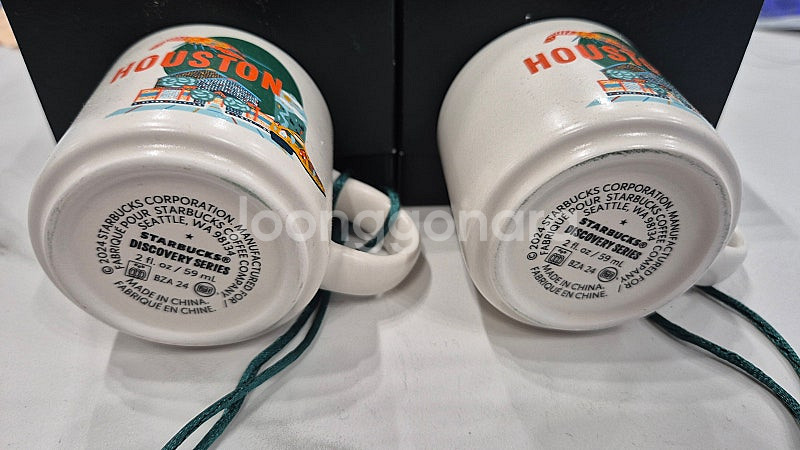 HOUSTON
© 2024 STARBUCKS CORPORATION. MANUFACTURED FOR /
FABRIQUÉ POUR STARBUCKS COFFEE COMPANY,
SEATTLE, WA 98134
★
STARBUCKS®
DISCOVERY SERIES
2 fl. oz / 59 mL
BZA 24
MADE IN CHINA.
FABRIQUÉ EN CHINE.
HOUSTON
© 2024 STARBUCKS CORPORATION. MANUFACTURED FOR /
FABRIQUÉ POUR STARBUCKS COFFEE COMPANY,
SEATTLE, WA 98134
★
STARBUCKS®
DISCOVERY SERIES
2 fl. oz / 59 mL
BZA 24
MADE IN CHINA.
FABRIQUÉ EN CHINE.